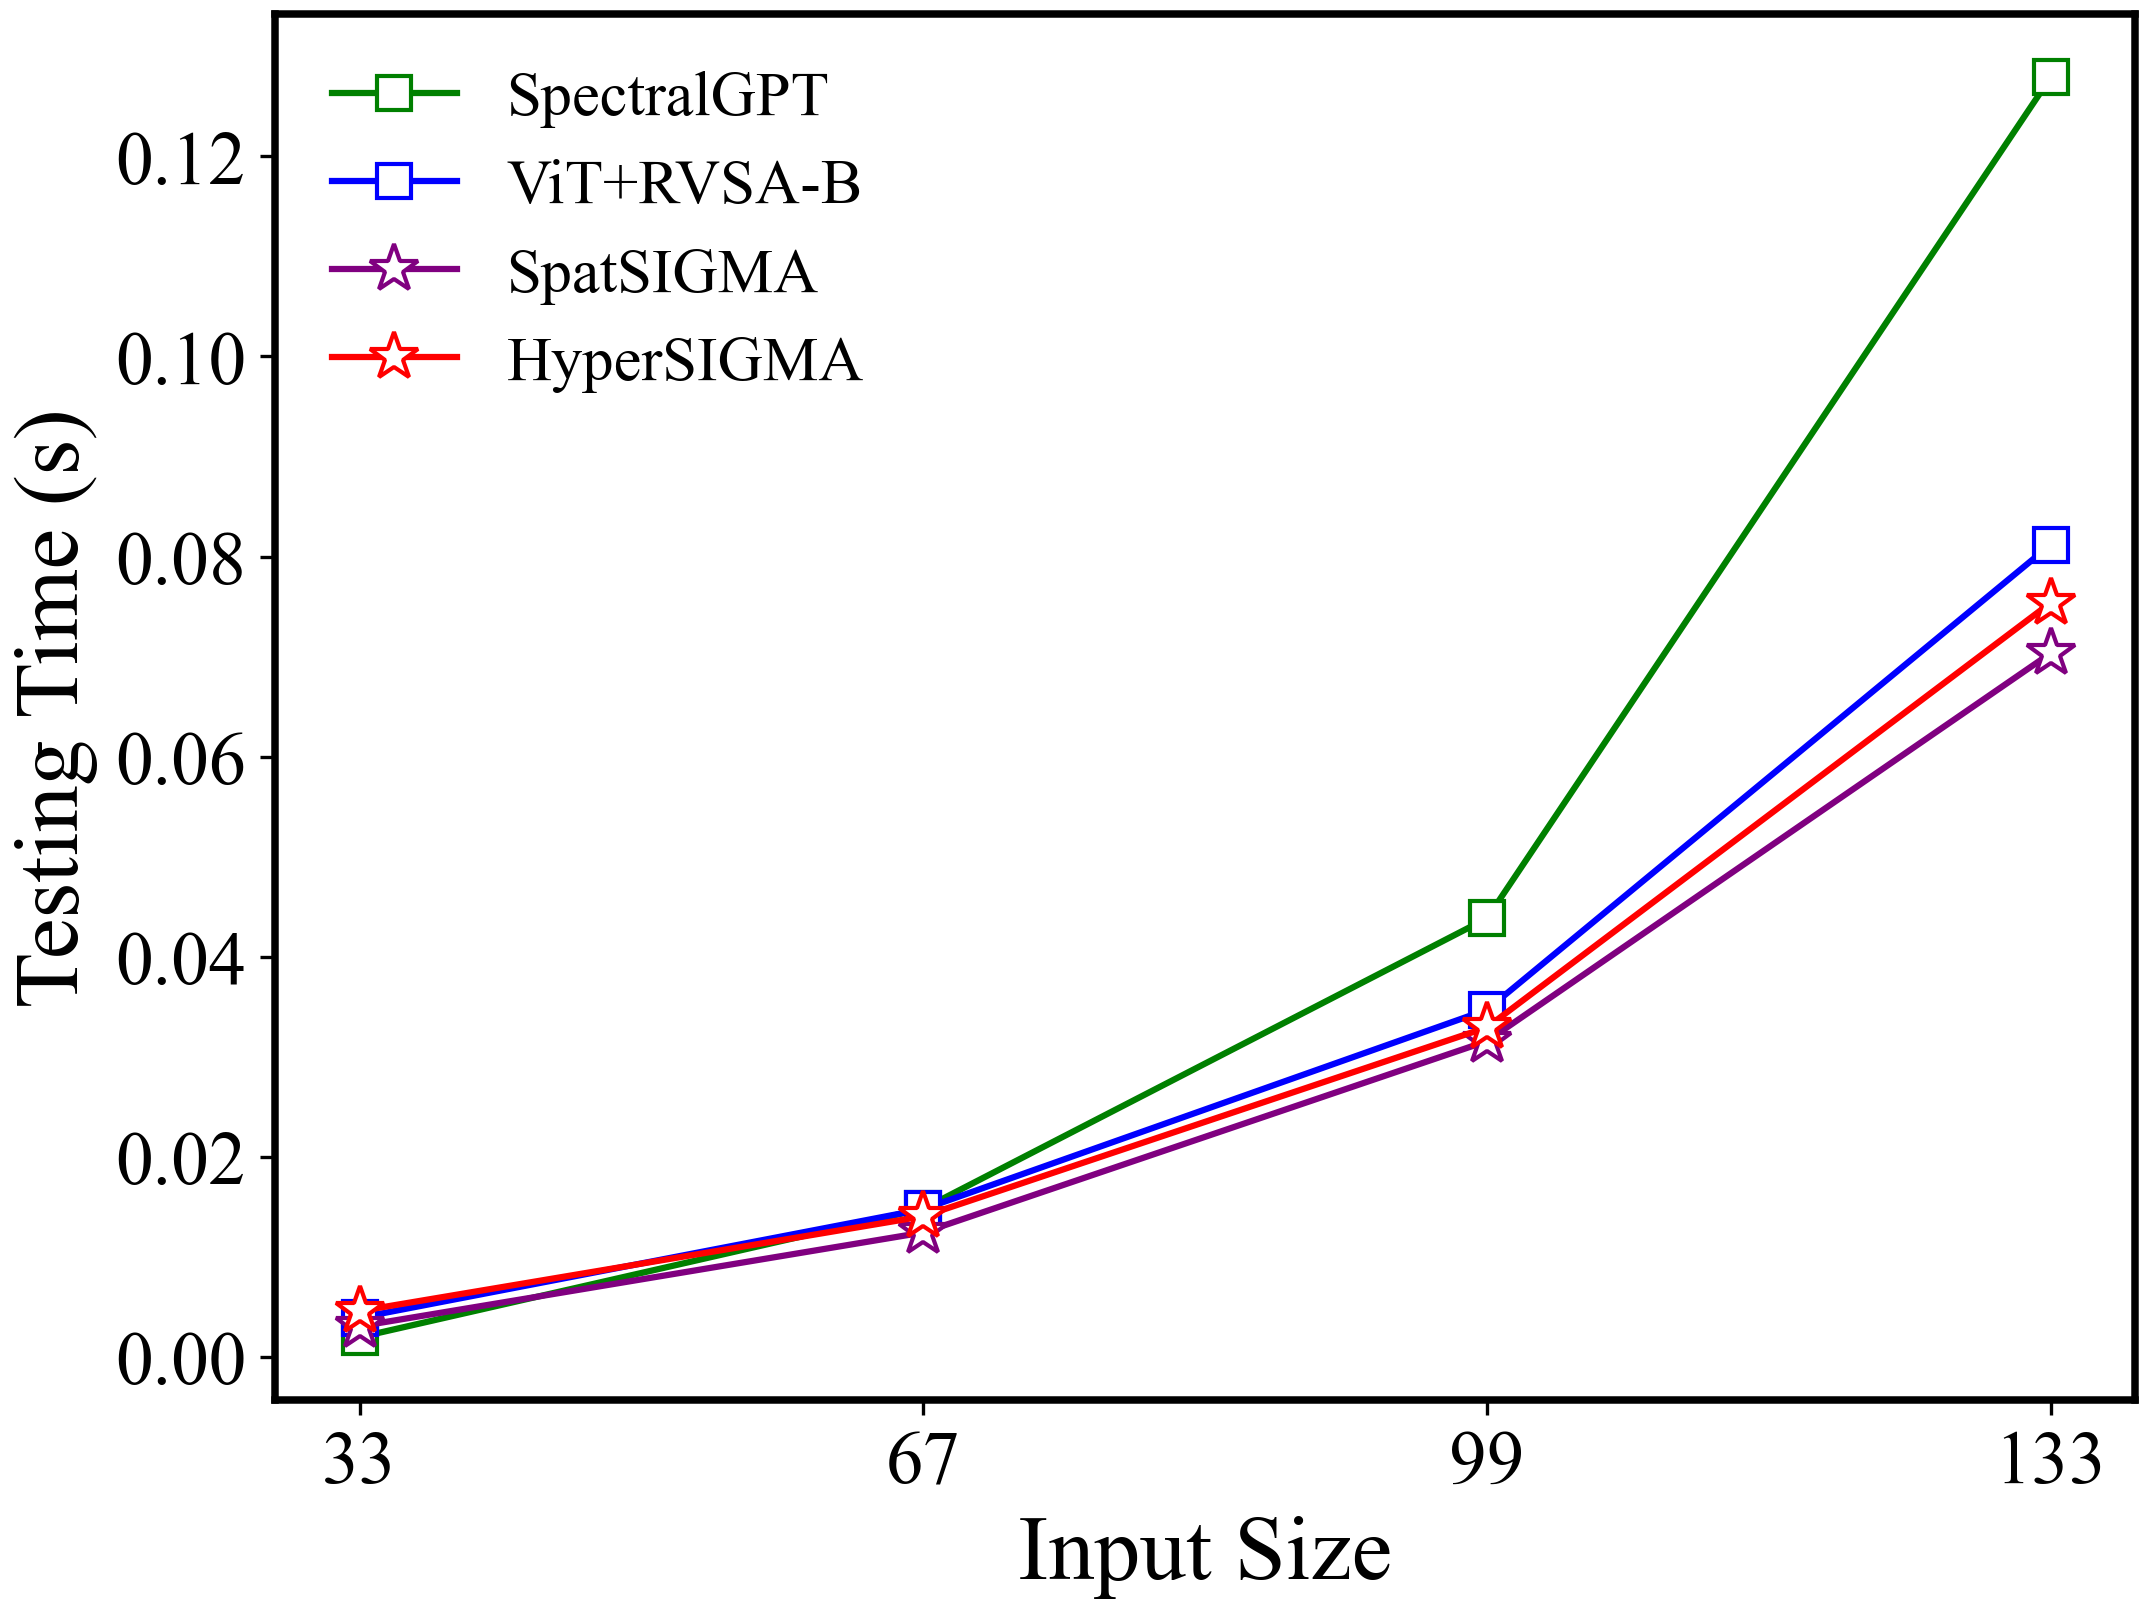 SpectralGPT
ViT+RVSA-B
SpatSIGMA
HyperSIGMA
0.12
0.10
0.08
0.06
0.04
0.02
0.00
Testing Time (s)
33 67 99 133
Input Size